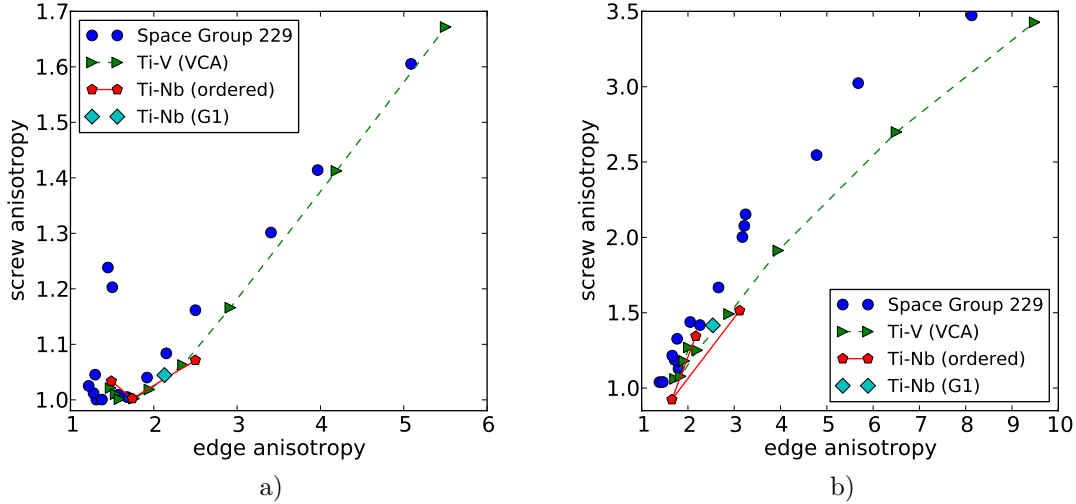 1.7
1.6
1.5
1.4
1.3
1.2
1.1
1.0
screw anisotropy
1 2 3 4 5 6
edge anisotropy
Space Group 229
Ti-V (VCA)
Ti-Nb (ordered)
Ti-Nb (G1)
a)
3.5
3.0
2.5
2.0
1.5
1.0
screw anisotropy
1 2 3 4 5 6 7 8 9 10
edge anisotropy
Space Group 229
Ti-V (VCA)
Ti-Nb (ordered)
Ti-Nb (G1)
b)